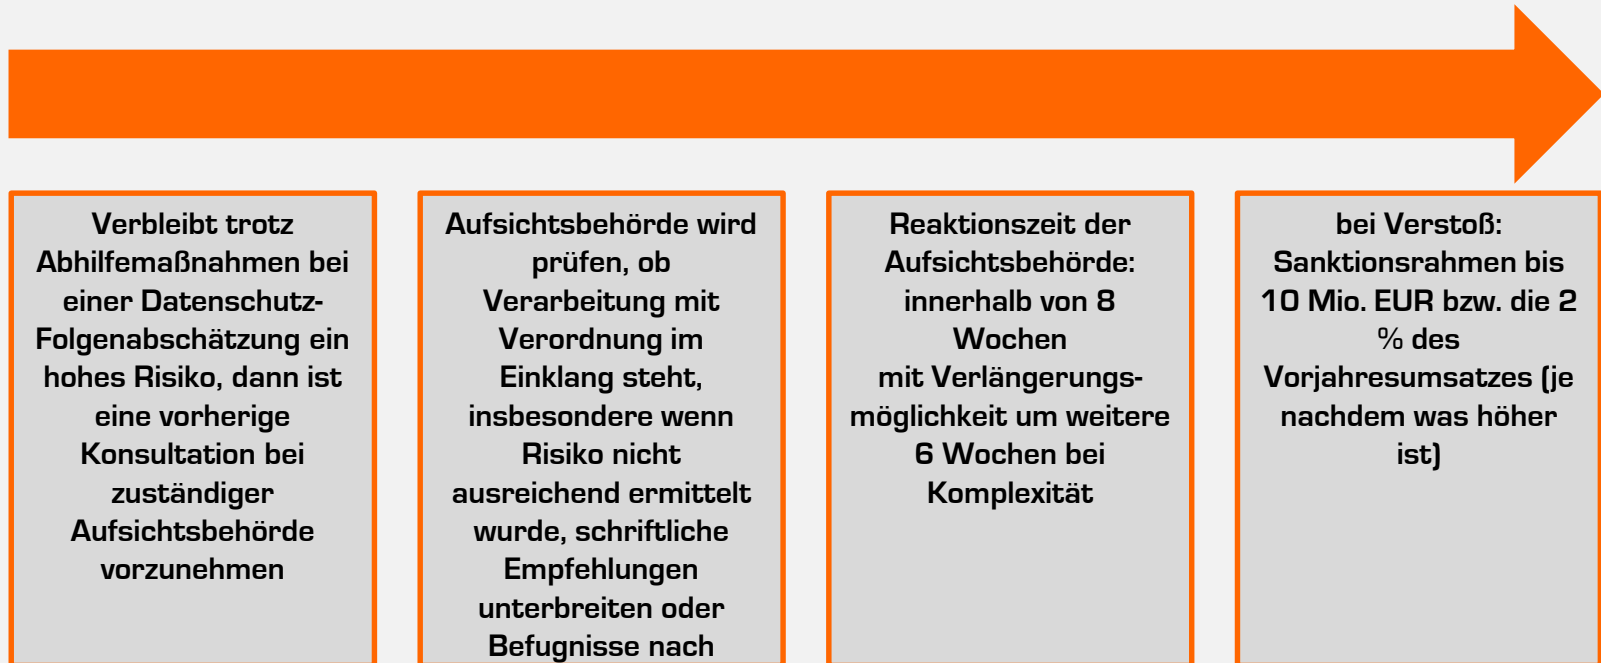 Verbleibt trotz
Abhilfemaßnahmen bei
einer Datenschutz-
Folgenabschätzung ein
hohes Risiko, dann ist
eine vorherige
Konsultation bei
zuständiger
Aufsichtsbehörde
vorzunehmen
Aufsichtsbehörde wird
prüfen, ob
Verarbeitung mit
Verordnung im
Einklang steht,
insbesondere wenn
Risiko nicht
ausreichend ermittelt
wurde, schriftliche
Empfehlungen
unterbreiten oder
Befugnisse nach
Reaktionszeit der
Aufsichtsbehörde:
innerhalb von 8
Wochen
mit Verlängerungs-
möglichkeit um weitere
6 Wochen bei
Komplexität
bei Verstoß:
Sanktionsrahmen bis
10 Mio. EUR bzw. die 2
% des
Vorjahresumsatzes (je
nachdem was höher
ist)